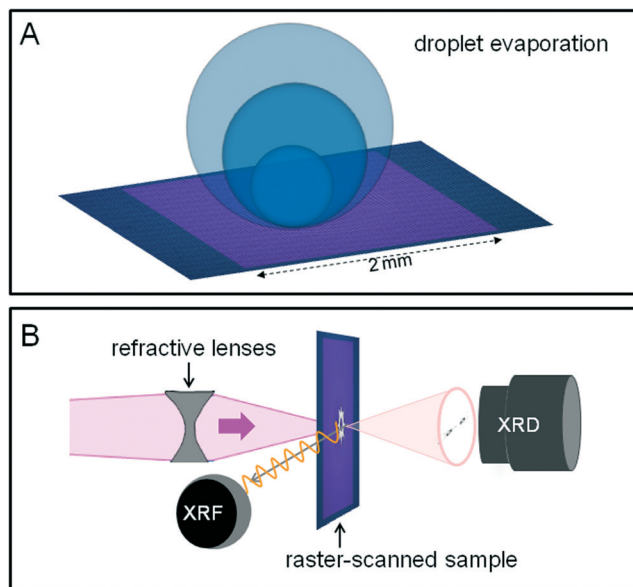 A
droplet evaporation
2 mm
B
refractive lenses
XRD
XRF
raster-scanned sample